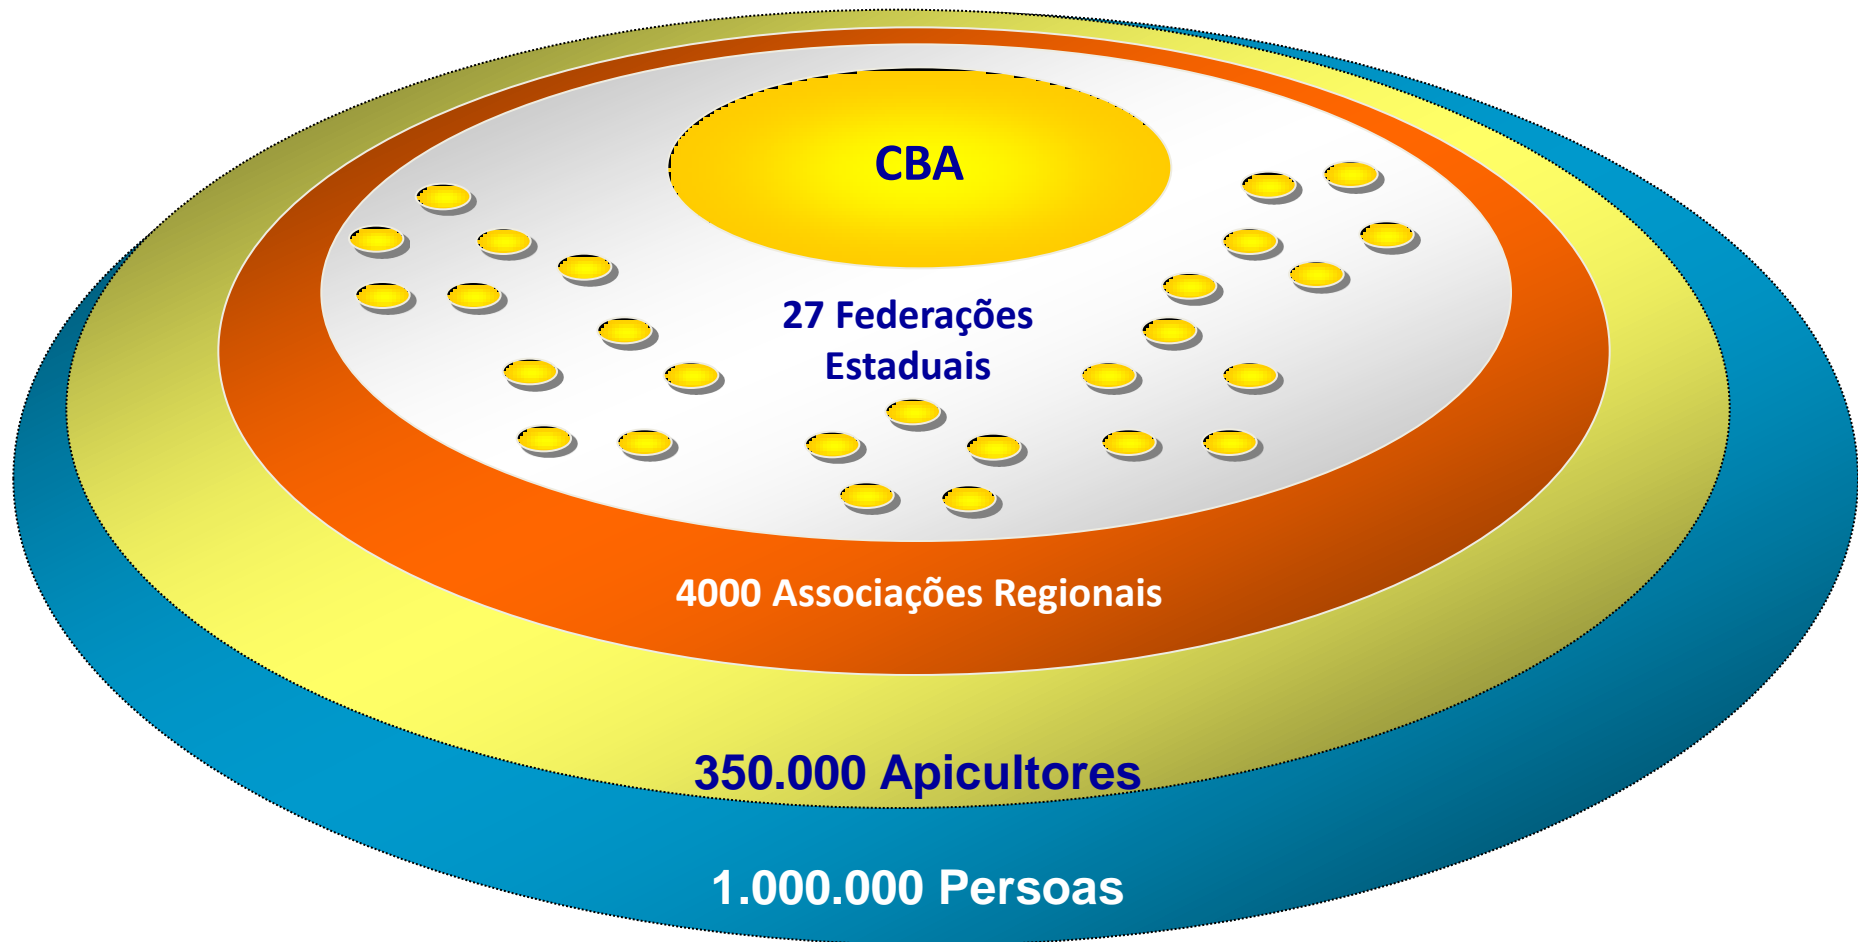 CBA
27 Federações
Estaduais
4000 Associações Regionais
350.000 Apicultores
1.000.000 Persoas